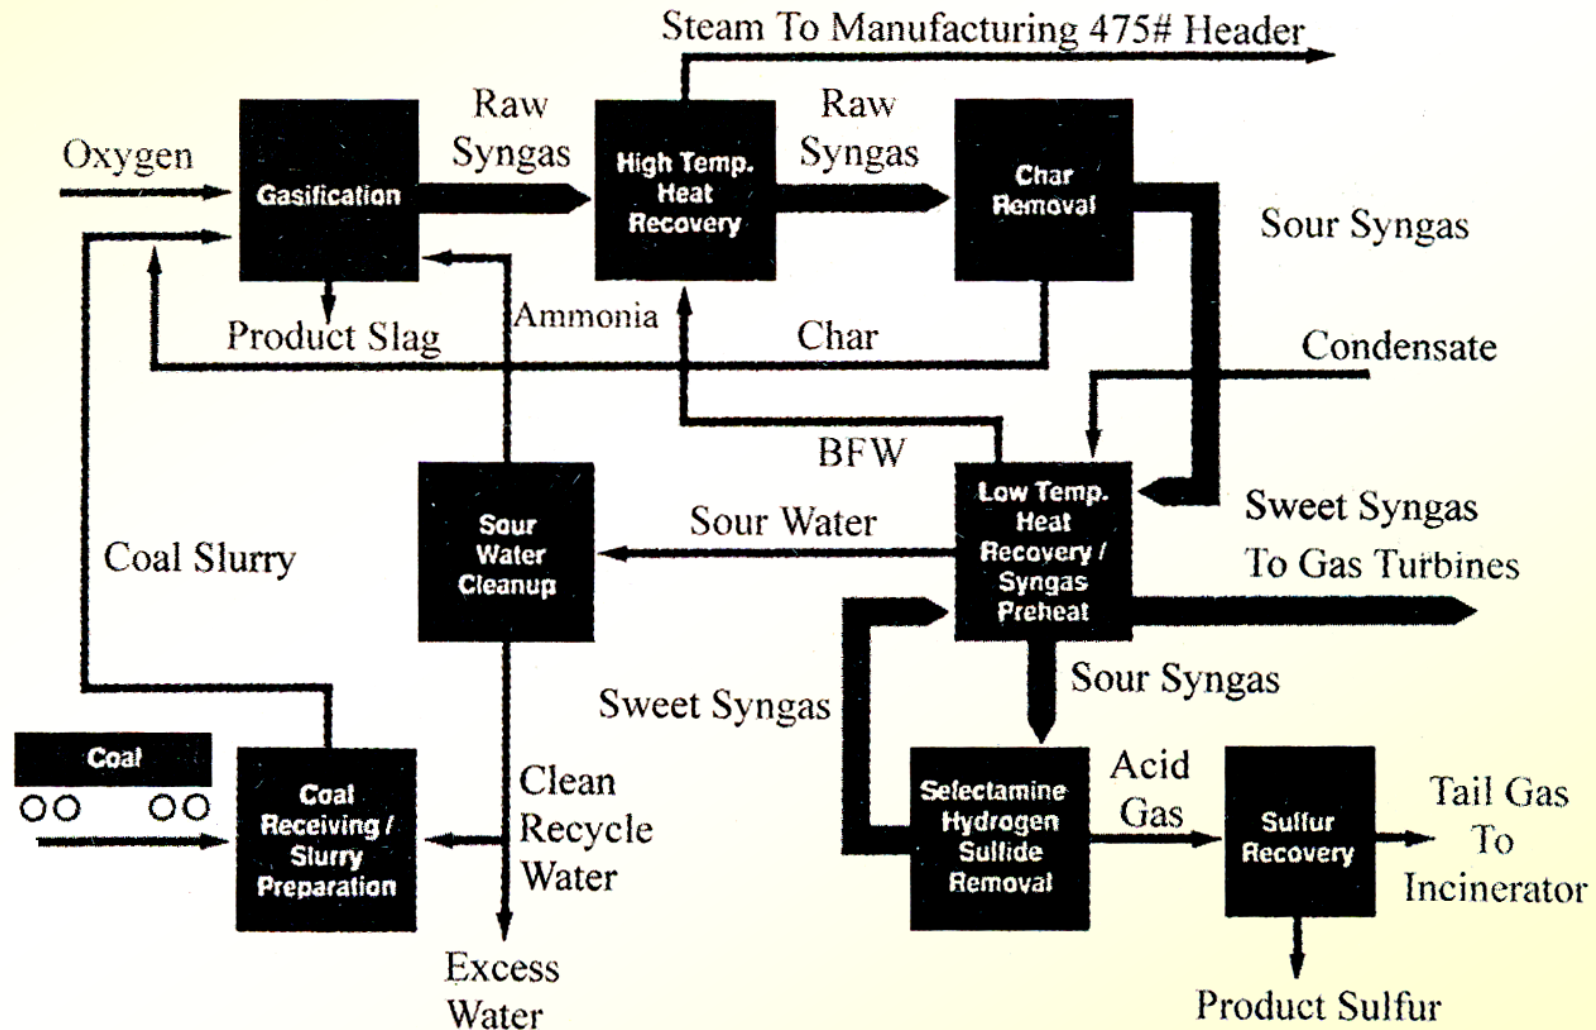 Steam To Manufacturing 475# Header
Oxygen
Gasification
Raw
Syngas
High Temp.
Heat
Recovery
Raw
Syngas
Char
Removal
Sour Syngas
Product Slag
Ammonia
Char
Condensate
BFW
Coal Slurry
Sour
Water
Cleanup
Sour Water
Low Temp.
Heat
Recovery /
Syngas
Preheat
Sweet Syngas
To Gas Turbines
Sweet Syngas
Sour Syngas
Coal
Coal
Receiving /
Slurry
Preparation
Clean
Recycle
Water
Excess
Water
Selectamine
Hydrogen
Sulfide
Removal
Acid
Gas
Sulfur
Recovery
Tail Gas
To
Incinerator
Product Sulfur